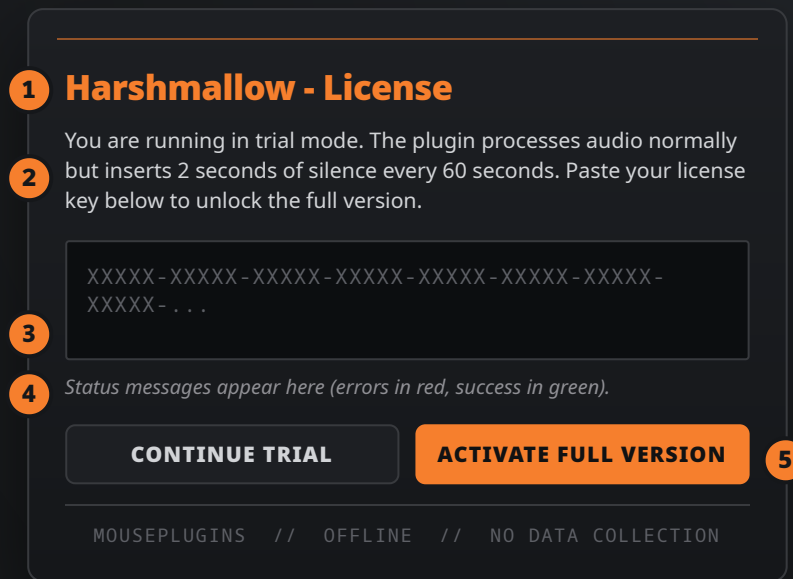 1 Harshmallow - License
You are running in trial mode. The plugin processes audio normally
2 but inserts 2 seconds of silence every 60 seconds. Paste your license
key below to unlock the full version.
XXXXX-XXXXX-XXXXX-XXXXX-XXXXX-XXXXX-XXXXX-
XXXXX-...
3
4 Status messages appear here (errors in red, success in green).
CONTINUE TRIAL ACTIVATE FULL VERSION 5
MOUSEPLUGINS // OFFLINE // NO DATA COLLECTION